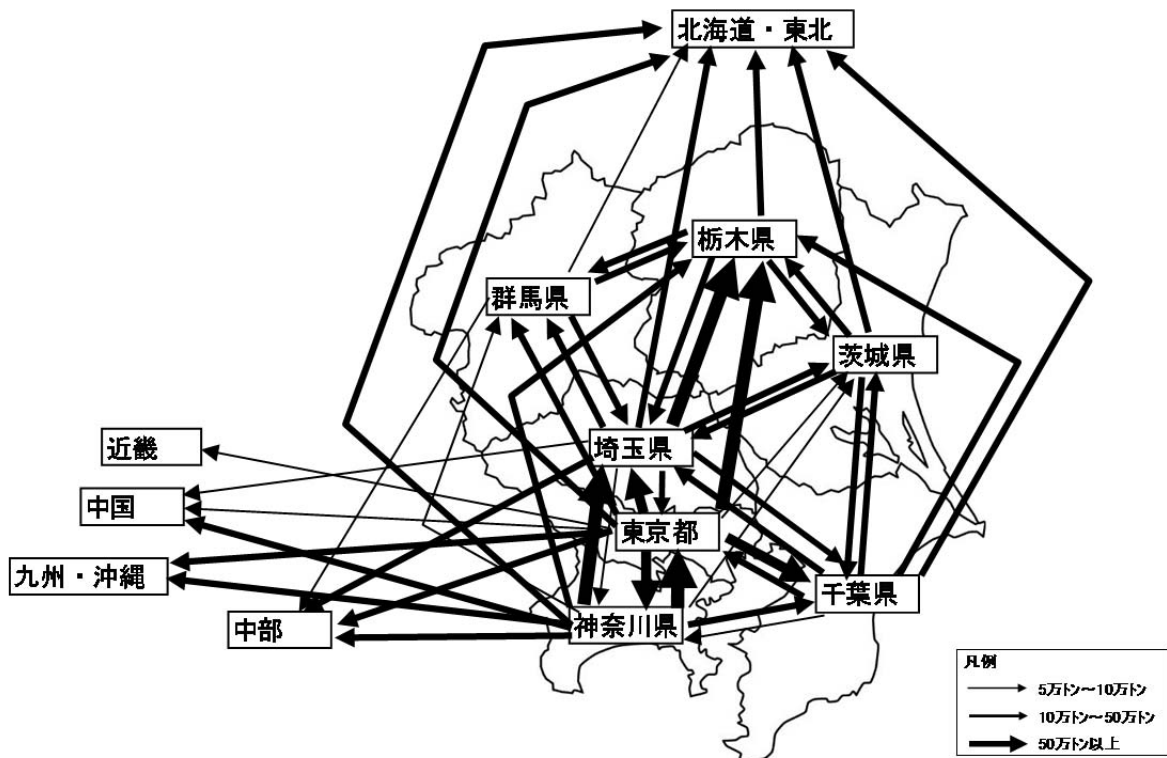 北海道・東北
栃木県
群馬県
茨城県
埼玉県
近畿
中国
東京都
九州・沖縄
千葉県
中部
神奈川県
凡例
5万トン～10万トン
10万トン～50万トン
50万トン以上